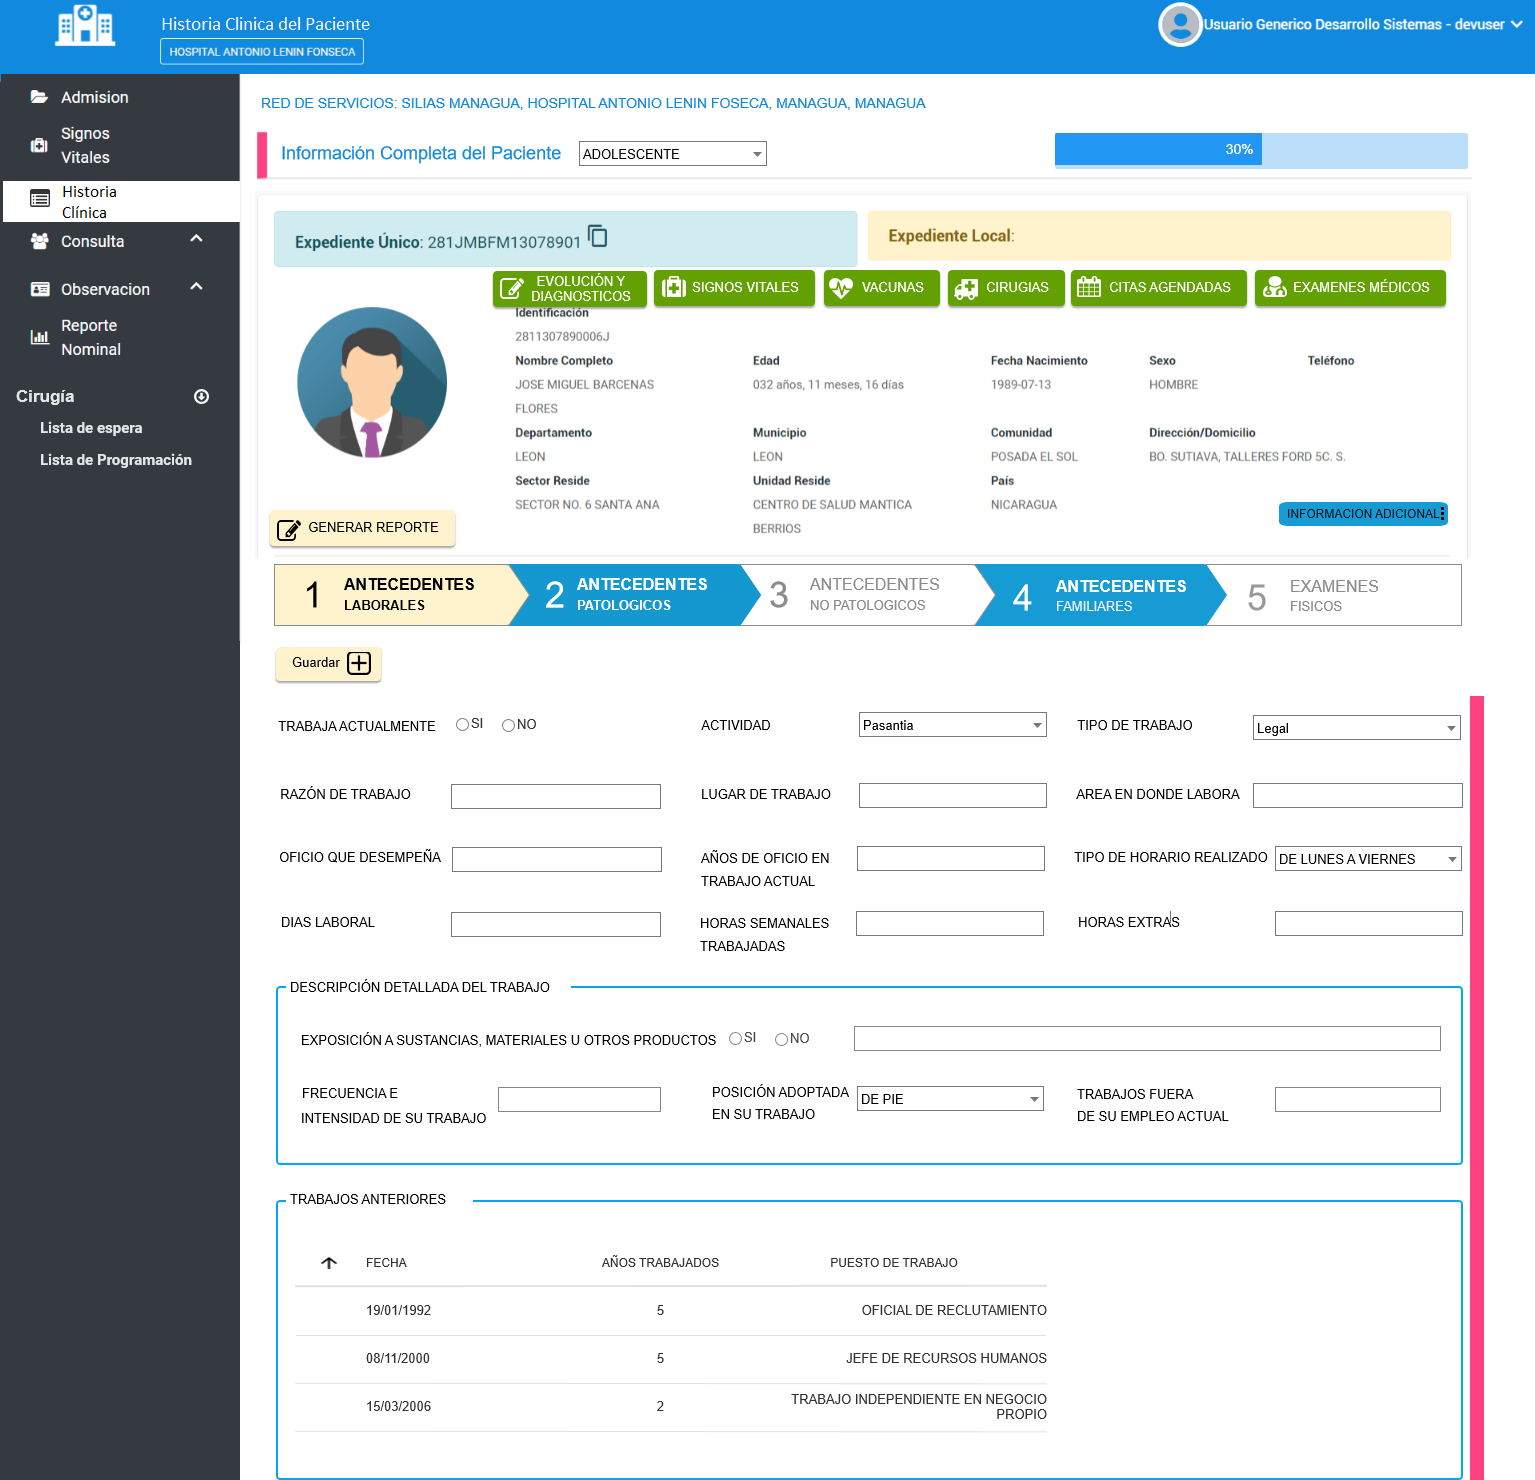 Historia Clinica del Paciente
HOSPITAL ANTONIO LENIN FONSECA
Usuario Generico Desarrollo Sistemas - devuser
Admision
Signos
Vitales
Historia
Clínica
Consulta
Observacion
Reporte
Nominal
Cirugía
Lista de espera
Lista de Programación
RED DE SERVICIOS: SILIAS MANAGUA, HOSPITAL ANTONIO LENIN FOSECA, MANAGUA, MANAGUA
Información Completa del Paciente
ADOLESCENTE
30%
Expediente Único: 281JMBFM13078901
Expediente Local:
EVOLUCIÓN Y
DIAGNOSTICOS
SIGNOS VITALES
VACUNAS
CIRUGIAS
CITAS AGENDADAS
EXAMENES MÉDICOS
Identificación
2811307890006J
Nombre Completo
Edad
Fecha Nacimiento
Sexo
Teléfono
JOSE MIGUEL BARCENAS
FLORES
032 años, 11 meses, 16 días
1989-07-13
HOMBRE
Departamento
Municipio
Comunidad
Dirección/Domicilio
LEON
LEON
POSADA EL SOL
BO. SUTIAVA, TALLERES FORD 5C. S.
Sector Reside
Unidad Reside
País
SECTOR NO. 6 SANTA ANA
CENTRO DE SALUD MANTICA
BERRIOS
NICARAGUA
GENERAR REPORTE
INFORMACION ADICIONAL
1 ANTECEDENTES
LABORALES
2 ANTECEDENTES
PATOLOGICOS
3 ANTECEDENTES
NO PATOLOGICOS
4 ANTECEDENTES
FAMILIARES
5 EXAMENES
FISICOS
Guardar
TRABAJA ACTUALMENTE
SI
NO
ACTIVIDAD
Pasantia
TIPO DE TRABAJO
Legal
RAZÓN DE TRABAJO
LUGAR DE TRABAJO
AREA EN DONDE LABORA
OFICIO QUE DESEMPEÑA
AÑOS DE OFICIO EN
TRABAJO ACTUAL
TIPO DE HORARIO REALIZADO
DE LUNES A VIERNES
DIAS LABORAL
HORAS SEMANALES
TRABAJADAS
HORAS EXTRAS
DESCRIPCIÓN DETALLADA DEL TRABAJO
EXPOSICIÓN A SUSTANCIAS, MATERIALES U OTROS PRODUCTOS
SI
NO
FRECUENCIA E
INTENSIDAD DE SU TRABAJO
POSICIÓN ADOPTADA
EN SU TRABAJO
DE PIE
TRABAJOS FUERA
DE SU EMPLEO ACTUAL
TRABAJOS ANTERIORES
FECHA
AÑOS TRABAJADOS
PUESTO DE TRABAJO
19/01/1992
5
OFICIAL DE RECLUTAMIENTO
08/11/2000
5
JEFE DE RECURSOS HUMANOS
15/03/2006
2
TRABAJO INDEPENDIENTE EN NEGOCIO
PROPIO